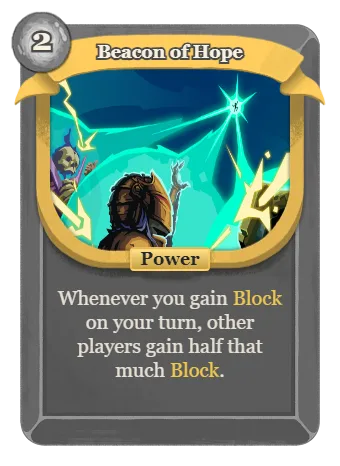 2
Beacon of Hope
Power
Whenever you gain Block
on your turn, other
players gain half that
much Block.